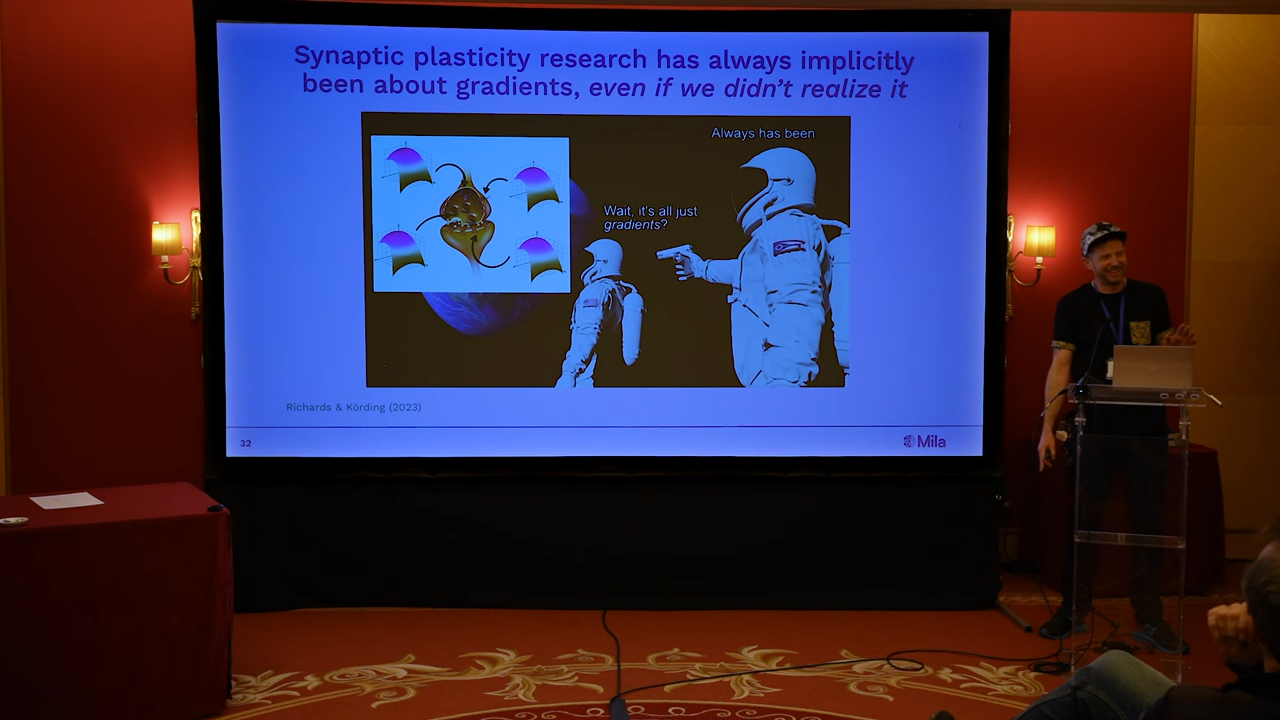 Synaptic plasticity research has always implicitly
been about gradients, even if we didn't realize it
Always has been
Wait, it's all just
gradients?
Richards & Körding (2023)
32
Mila